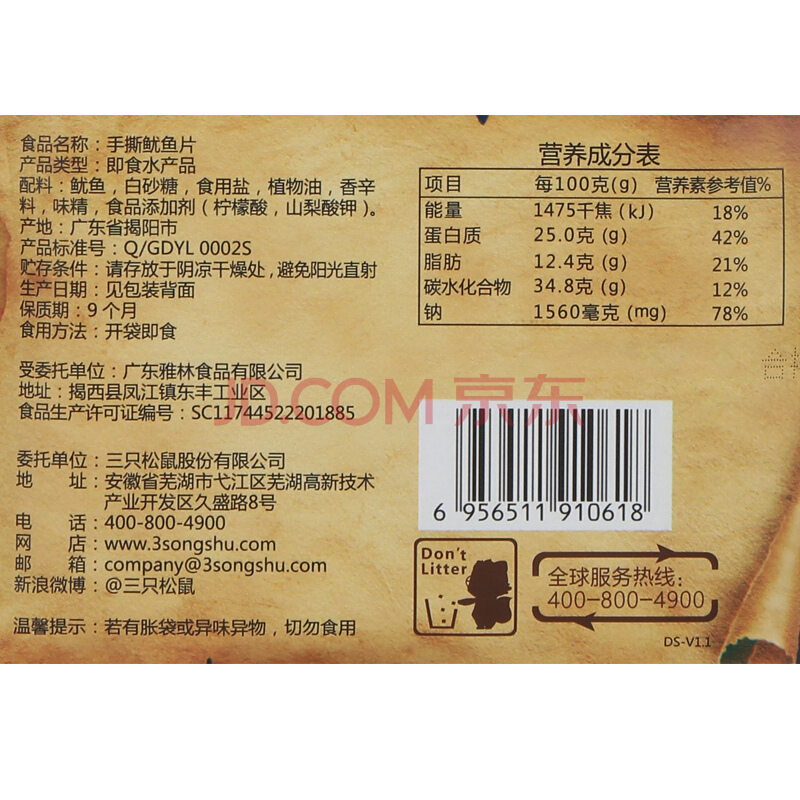 食品名称：手撕鱿鱼片
产品类型：即食水产品
配料：鱿鱼，白砂糖，食用盐，植物油，香辛
料，味精，食品添加剂（柠檬酸，山梨酸钾）。
产地：广东省揭阳市
产品标准号：Q/GDYL 0002S
贮存条件：请存放于阴凉干燥处，避免阳光直射
生产日期：见包装背面
保质期：9个月
食用方法：开袋即食
受委托单位：广东雅林食品有限公司
地址：揭西县凤江镇东丰工业区
食品生产许可证编号：SC11744522201885
委托单位：三只松鼠股份有限公司
地　　址：安徽省芜湖市弋江区芜湖高新技术
产业开发区久盛路8号
电　　话：400-800-4900
网　　店：www.3songshu.com
邮　　箱：company@3songshu.com
新浪微博：@三只松鼠
温馨提示：若有胀袋或异味异物，切勿食用
营养成分表
项目 每100克(g) 营养素参考值%
能量 1475千焦 (kJ) 18%
蛋白质 25.0克 (g) 42%
脂肪 12.4克 (g) 21%
碳水化合物 34.8克 (g) 12%
钠 1560毫克 (mg) 78%
JD.COM 京东
6 956511 910618
Don't
Litter
全球服务热线：
400-800-4900
DS-V1.1